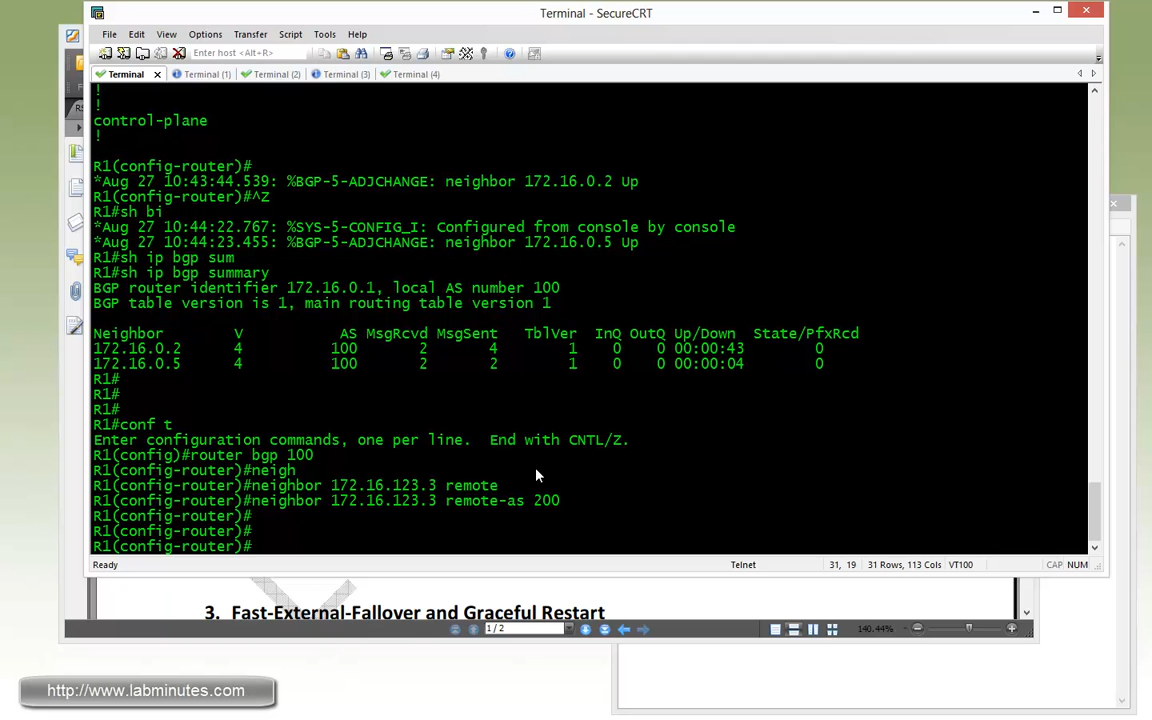 Terminal - SecureCRT
File Edit View Options Transfer Script Tools Help
Enter host <Alt+R>
Terminal Terminal (1) Terminal (2) Terminal (3) Terminal (4)
!
!
control-plane
!
R1(config-router)#
*Aug 27 10:43:44.539: %BGP-5-ADJCHANGE: neighbor 172.16.0.2 Up
R1(config-router)#^Z
R1#sh bi
*Aug 27 10:44:22.767: %SYS-5-CONFIG_I: Configured from console by console
*Aug 27 10:44:23.455: %BGP-5-ADJCHANGE: neighbor 172.16.0.5 Up
R1#sh ip bgp sum
R1#sh ip bgp summary
BGP router identifier 172.16.0.1, local AS number 100
BGP table version is 1, main routing table version 1
Neighbor V AS MsgRcvd MsgSent TblVer InQ OutQ Up/Down State/PfxRcd
172.16.0.2 4 100 2 4 1 0 0 00:00:43 0
172.16.0.5 4 100 2 2 1 0 0 00:00:04 0
R1#
R1#
R1#
R1#conf t
Enter configuration commands, one per line. End with CNTL/Z.
R1(config)#router bgp 100
R1(config-router)#neigh
R1(config-router)#neighbor 172.16.123.3 remote
R1(config-router)#neighbor 172.16.123.3 remote-as 200
R1(config-router)#
R1(config-router)#
R1(config-router)#
Ready Telnet 31, 19 31 Rows, 113 Cols VT100 CAP NUM
3. Fast-External-Fallover and Graceful Restart
1 / 2 140.44%
http://www.labminutes.com